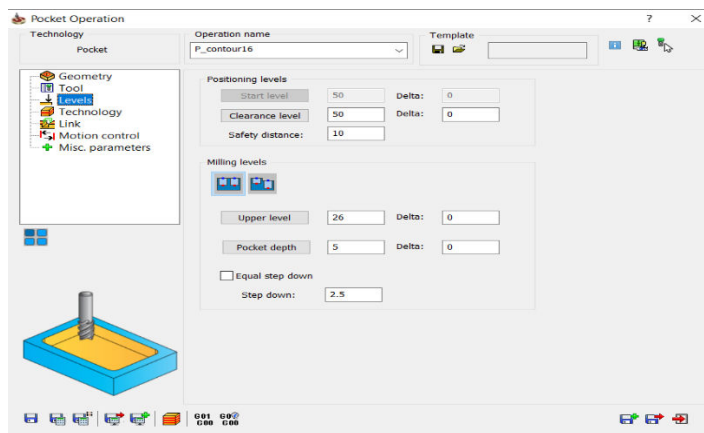 Pocket Operation ? ×
Technology Operation name Template
Pocket P_contour16
Geometry
Tool
Levels
Technology
Link
Motion control
Misc. parameters
Positioning levels
Start level 50 Delta: 0
Clearance level 50 Delta: 0
Safety distance: 10
Milling levels
Upper level 26 Delta: 0
Pocket depth 5 Delta: 0
Equal step down
Step down: 2.5
G01 G0
G00 G00